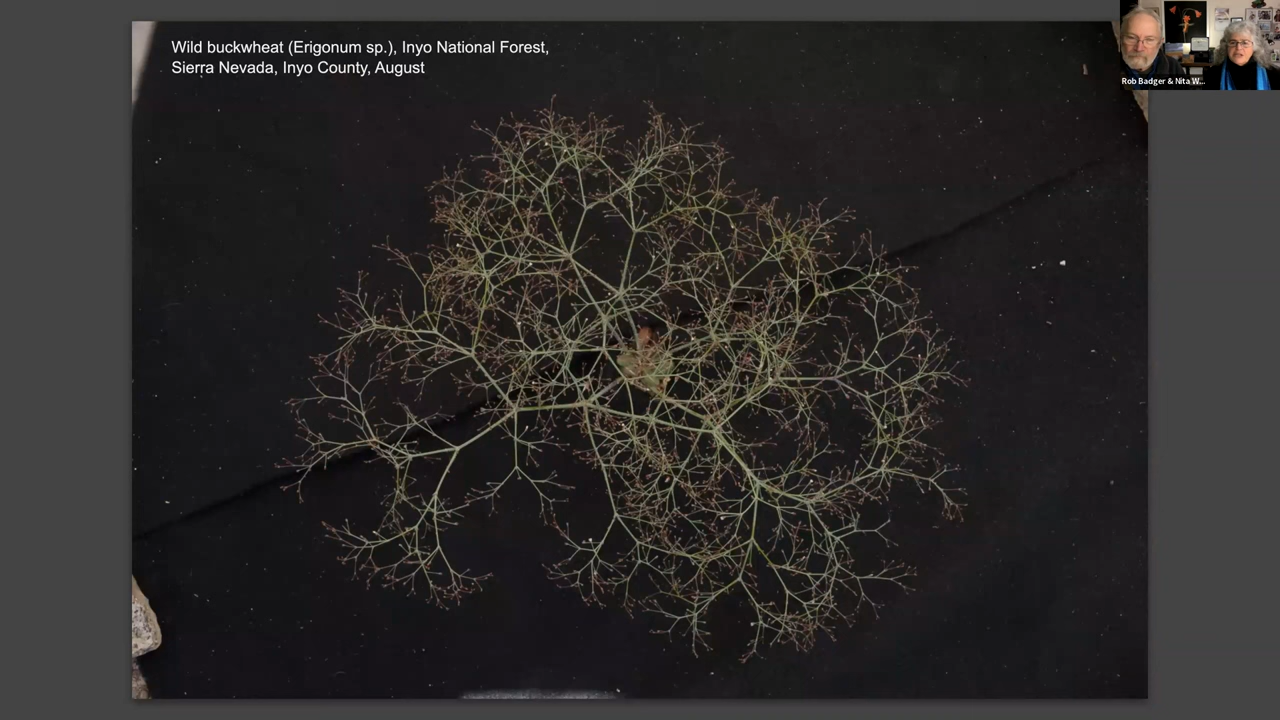 Wild buckwheat (Erigonum sp.), Inyo National Forest,
Sierra Nevada, Inyo County, August
Rob Badger & Nita W...